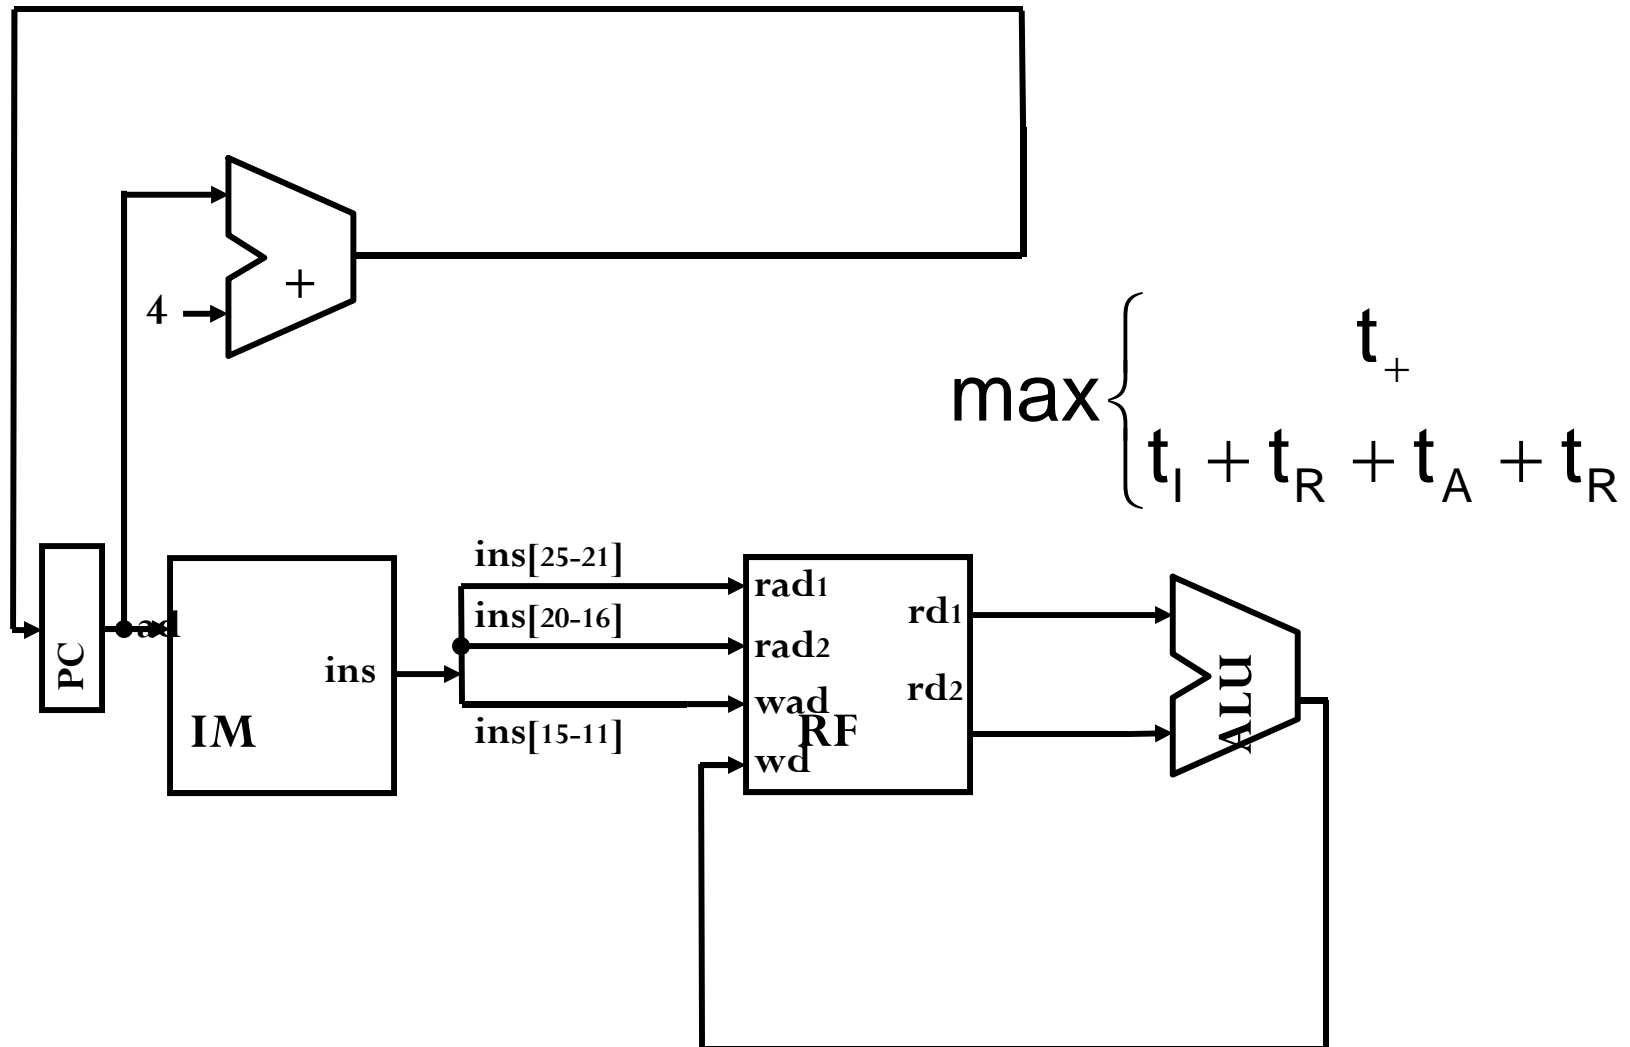 +
4
max { t+
tI + tR + tA + tR
PC
ad
IM
ins
ins[25-21]
ins[20-16]
ins[15-11]
rad1
rad2
wad
wd
RF
rd1
rd2
ALU